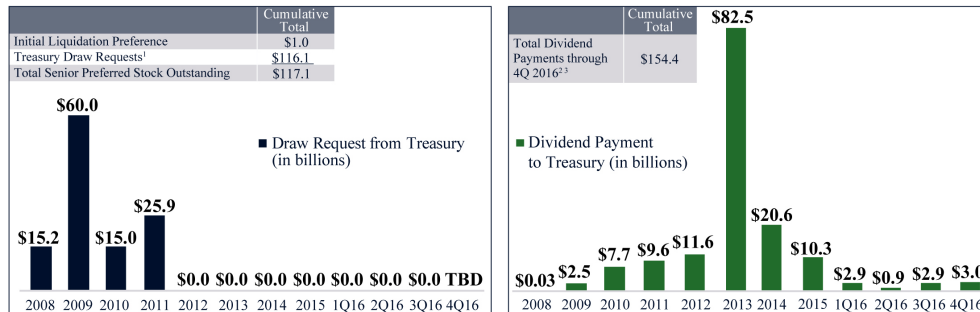 Cumulative
Total
Initial Liquidation Preference $1.0
Treasury Draw Requests1 $116.1
Total Senior Preferred Stock Outstanding $117.1
$60.0
Draw Request from Treasury
(in billions)
$25.9
$15.2 $15.0
$0.0 $0.0 $0.0 $0.0 $0.0 $0.0 $0.0 TBD
2008 2009 2010 2011 2012 2013 2014 2015 1Q16 2Q16 3Q16 4Q16
Cumulative
Total
Total Dividend
Payments through $154.4
4Q 20162 3
$82.5
Dividend Payment
to Treasury (in billions)
$20.6
$7.7 $9.6 $11.6 $10.3
$0.03 $2.5 $2.9 $0.9 $2.9 $3.0
2008 2009 2010 2011 2012 2013 2014 2015 1Q16 2Q16 3Q16 4Q16